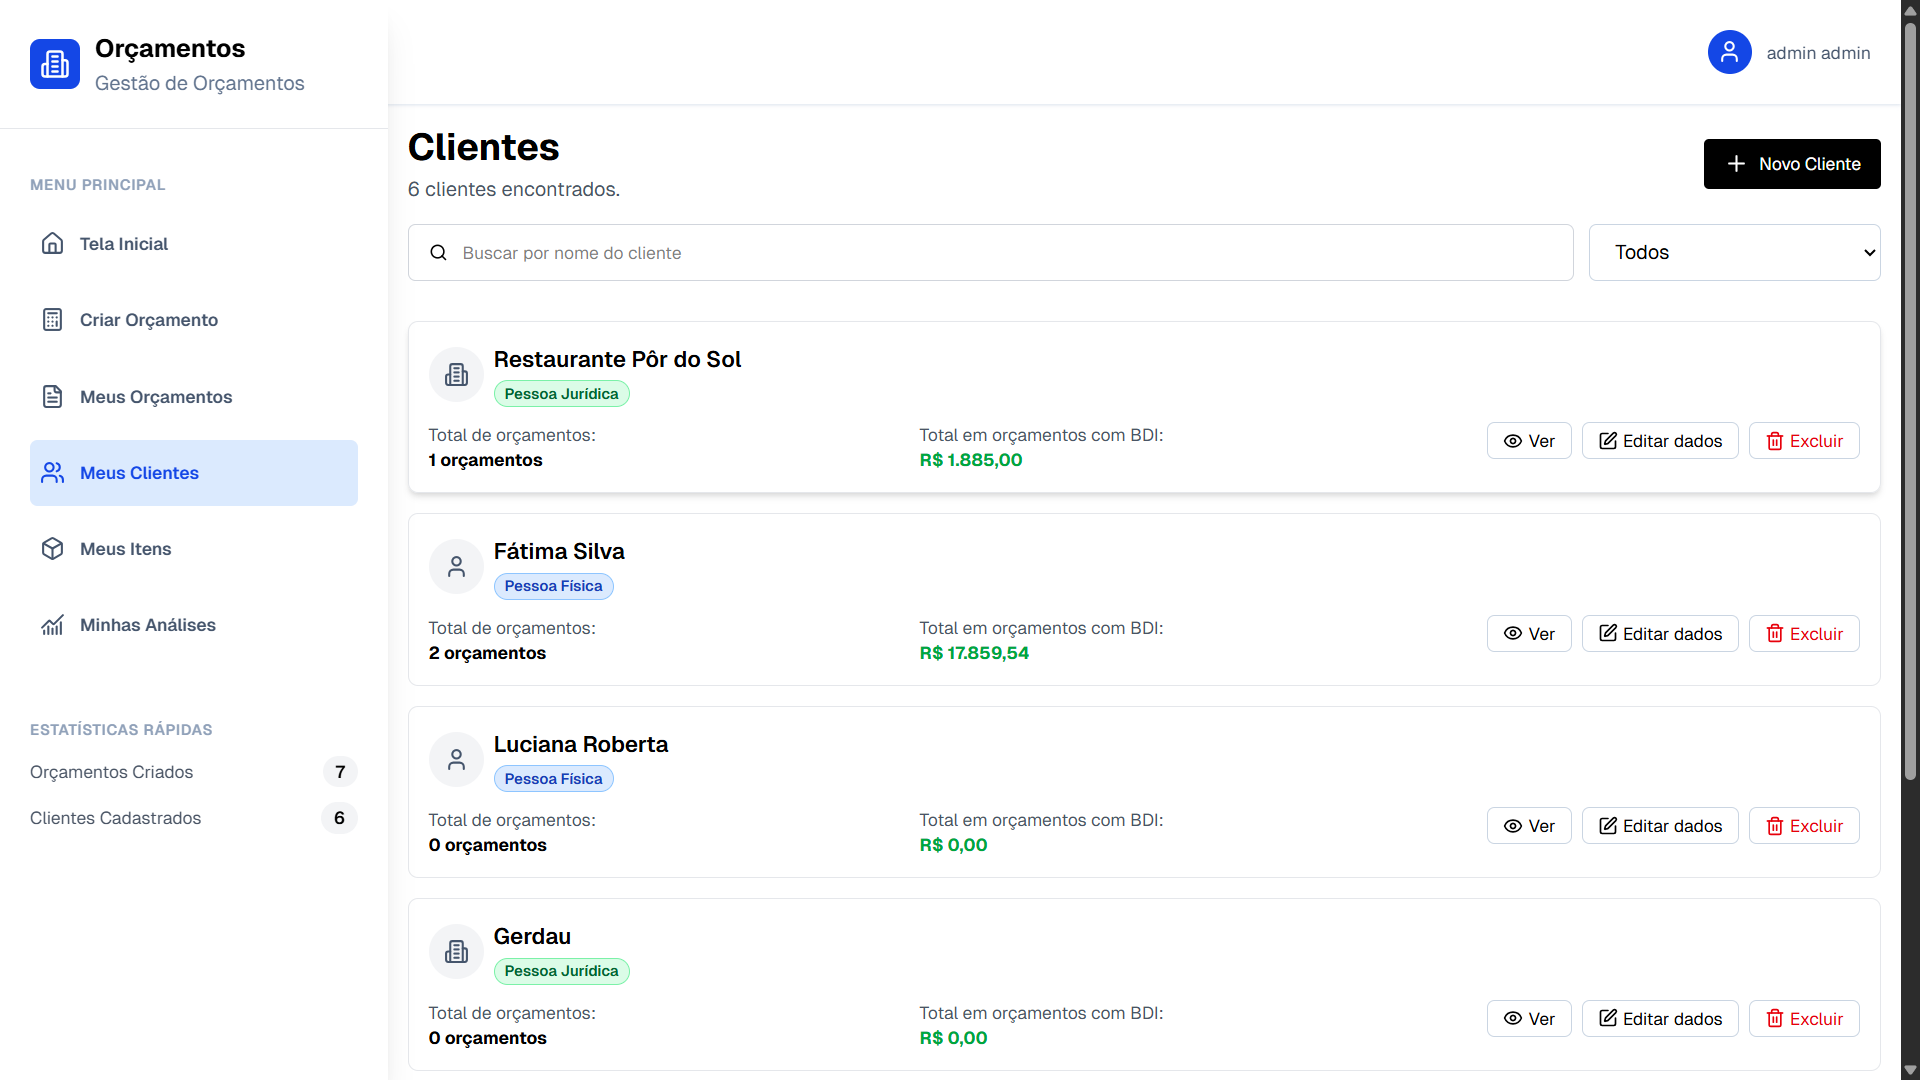 Orçamentos
Gestão de Orçamentos
admin admin
MENU PRINCIPAL
Tela Inicial
Criar Orçamento
Meus Orçamentos
Meus Clientes
Meus Itens
Minhas Análises
ESTATÍSTICAS RÁPIDAS
Orçamentos Criados 7
Clientes Cadastrados 6
Clientes
6 clientes encontrados.
Novo Cliente
Buscar por nome do cliente
Todos
Restaurante Pôr do Sol
Pessoa Jurídica
Total de orçamentos: Total em orçamentos com BDI:
1 orçamentos R$ 1.885,00
Ver Editar dados Excluir
Fátima Silva
Pessoa Física
Total de orçamentos: Total em orçamentos com BDI:
2 orçamentos R$ 17.859,54
Ver Editar dados Excluir
Luciana Roberta
Pessoa Física
Total de orçamentos: Total em orçamentos com BDI:
0 orçamentos R$ 0,00
Ver Editar dados Excluir
Gerdau
Pessoa Jurídica
Total de orçamentos: Total em orçamentos com BDI:
0 orçamentos R$ 0,00
Ver Editar dados Excluir